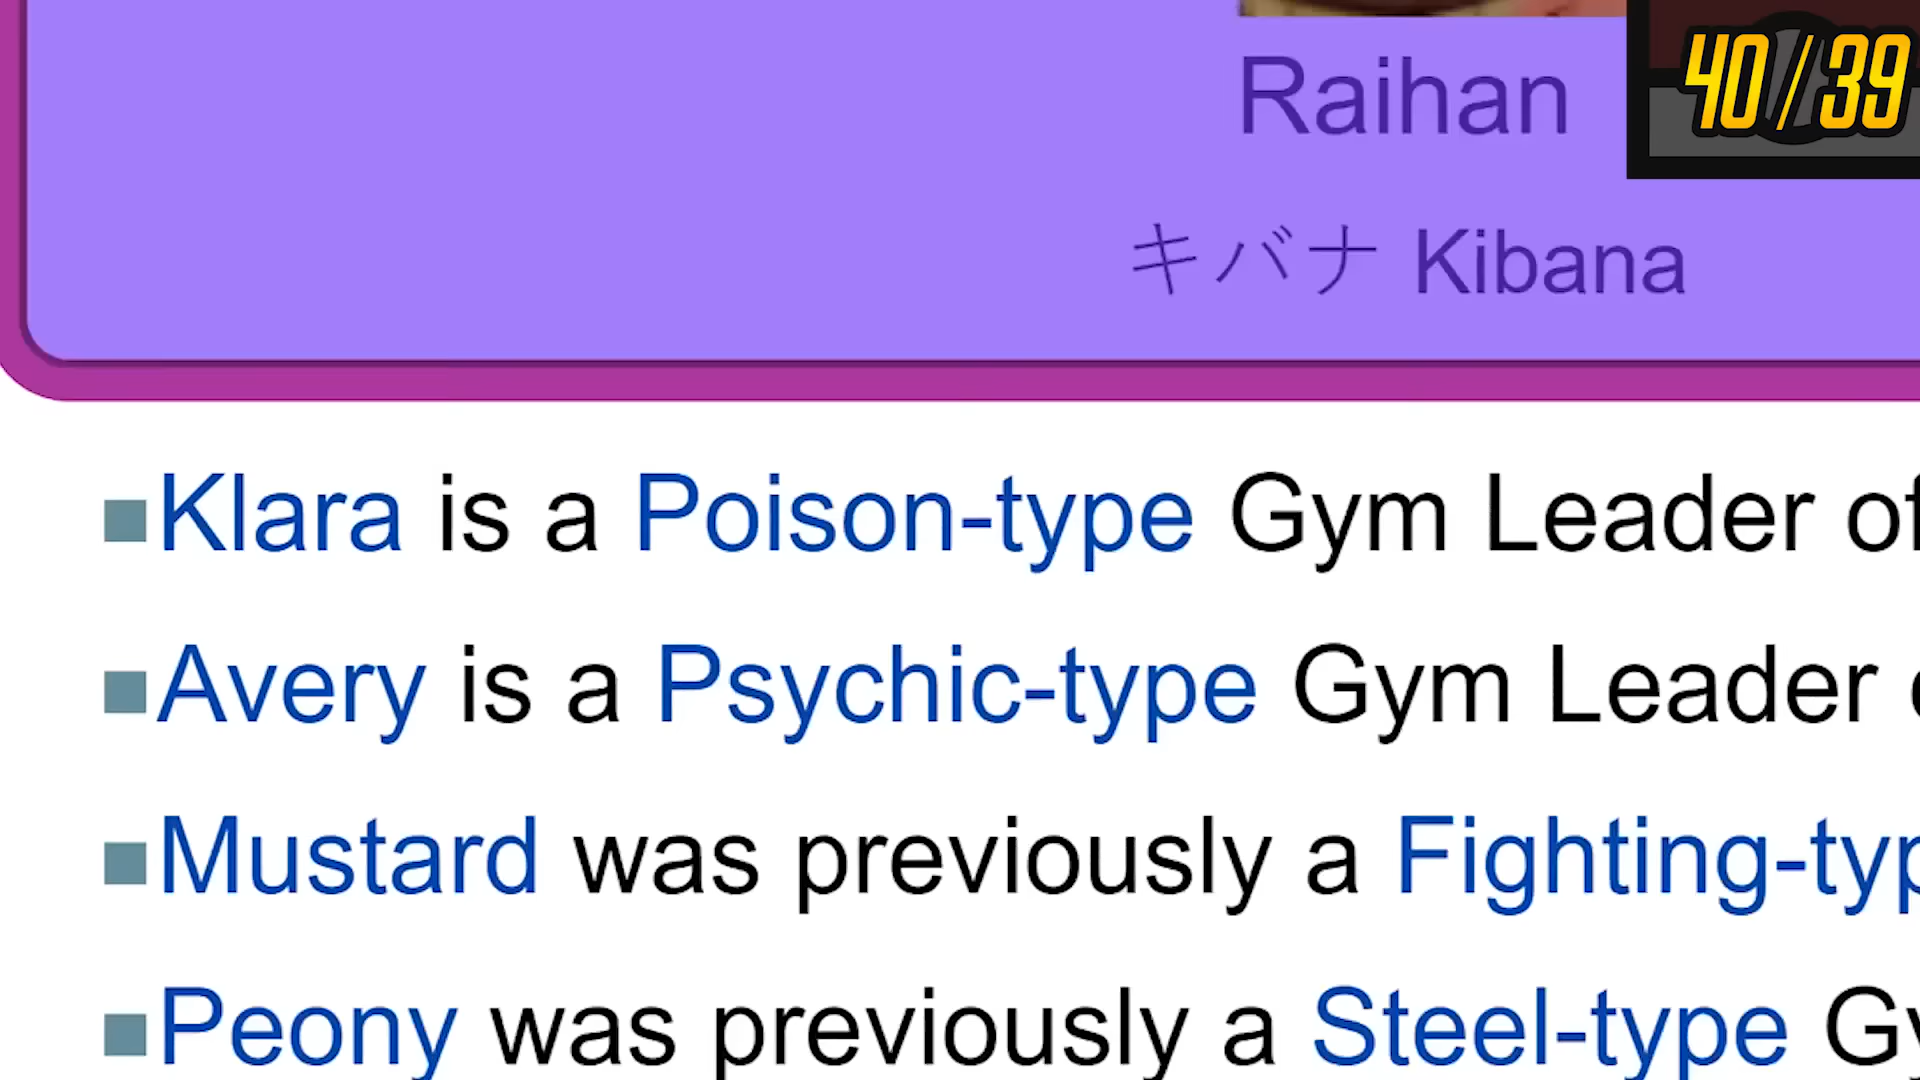 Raihan
40/39
キバナ Kibana
Klara is a Poison-type Gym Leader of
Avery is a Psychic-type Gym Leader
Mustard was previously a Fighting-typ
Peony was previously a Steel-type Gy